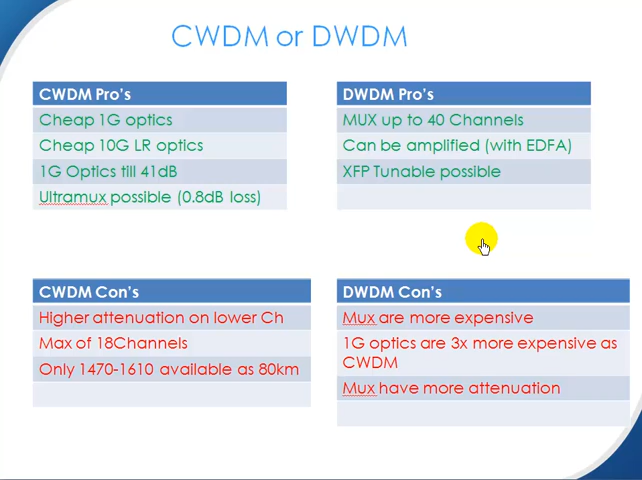 CWDM or DWDM
CWDM Pro's
Cheap 1G optics
Cheap 10G LR optics
1G Optics till 41dB
Ultramux possible (0.8dB loss)
DWDM Pro's
MUX up to 40 Channels
Can be amplified (with EDFA)
XFP Tunable possible
CWDM Con's
Higher attenuation on lower Ch
Max of 18Channels
Only 1470-1610 available as 80km
DWDM Con's
Mux are more expensive
1G optics are 3x more expensive as
CWDM
Mux have more attenuation